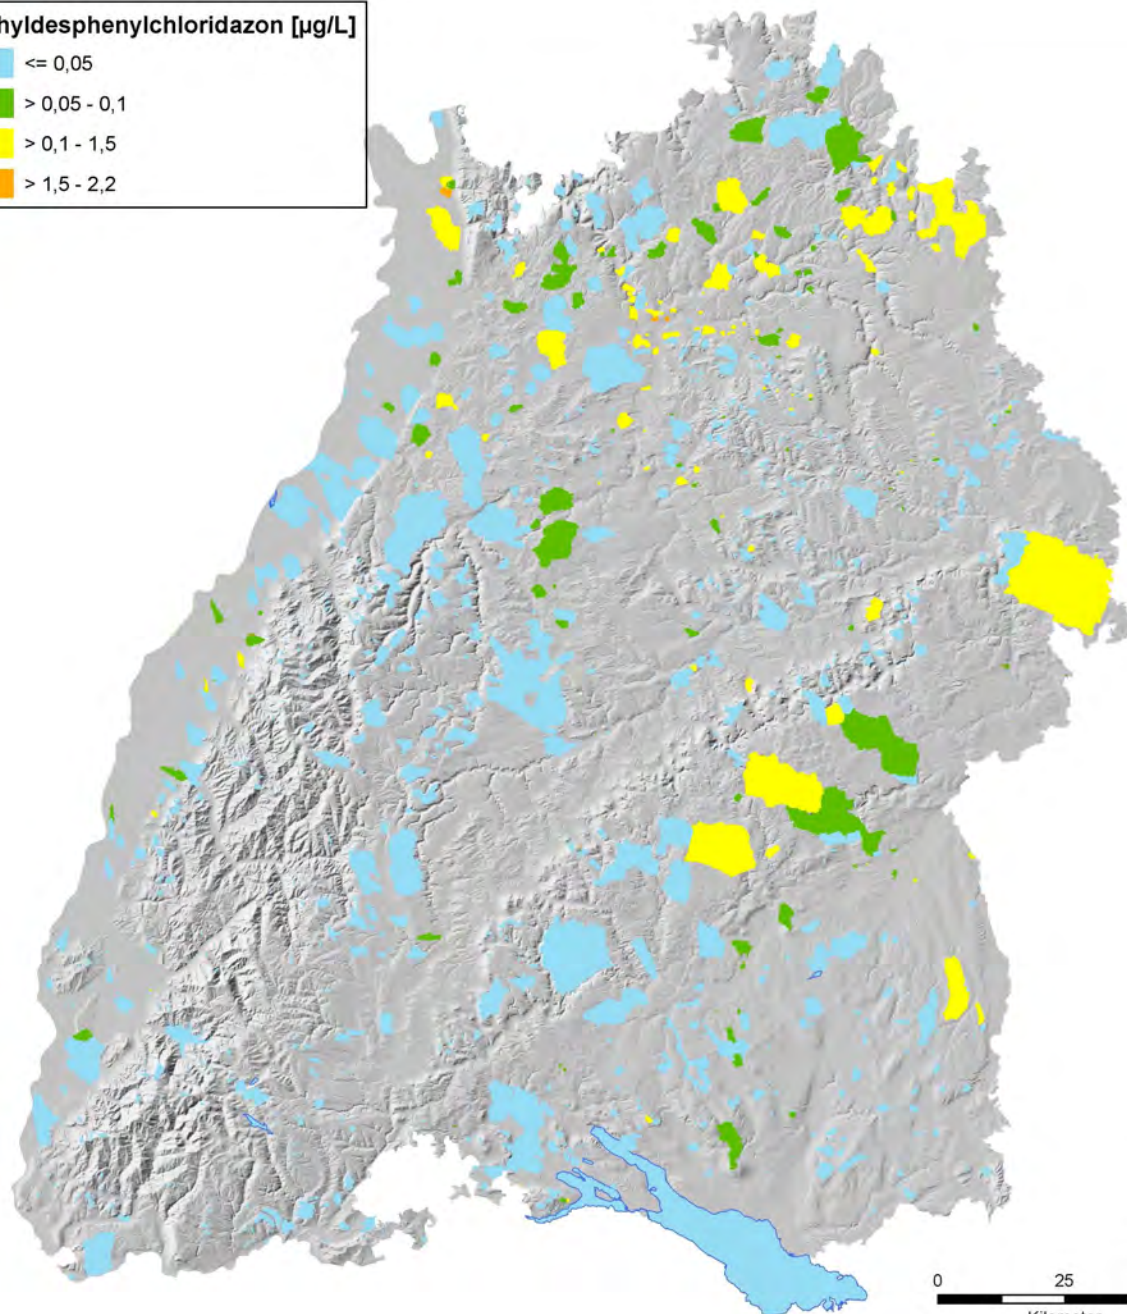 hyldesphenylchloridazon [µg/L]
<= 0,05
> 0,05 - 0,1
> 0,1 - 1,5
> 1,5 - 2,2
0 25